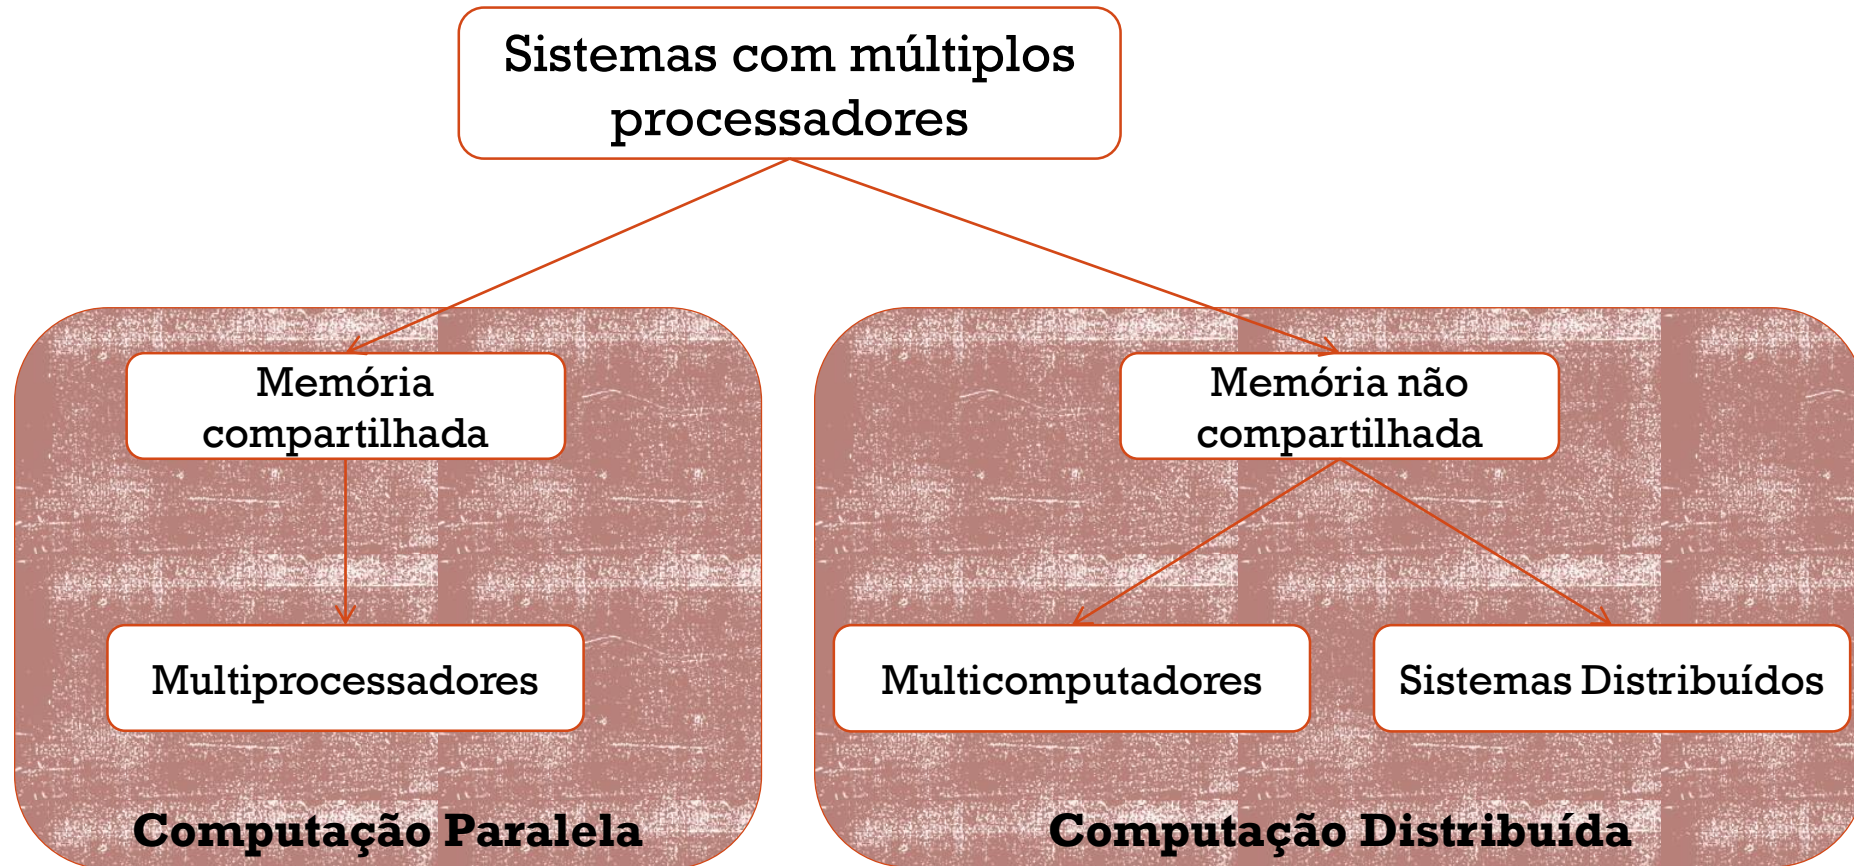 Sistemas com múltiplos
processadores
Memória
compartilhada
Memória não
compartilhada
Multiprocessadores
Multicomputadores
Sistemas Distribuídos
Computação Paralela
Computação Distribuída